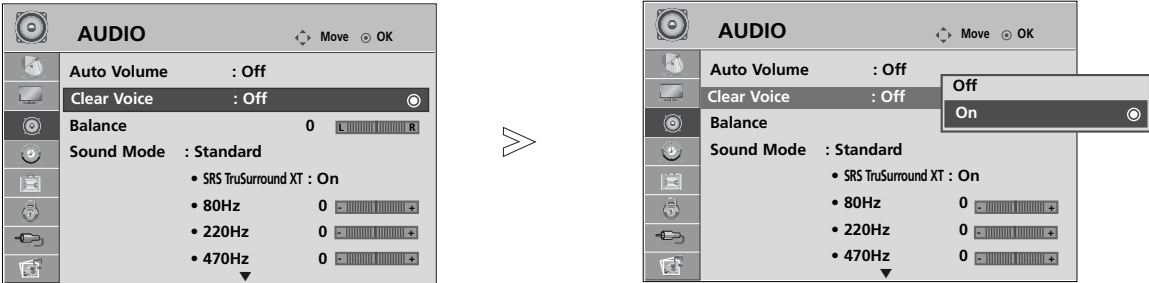 AUDIO
Move OK
Auto Volume : Off
Clear Voice : Off
Balance 0 L R
Sound Mode : Standard
• SRS TruSurround XT : On
• 80Hz 0 - +
• 220Hz 0 - +
• 470Hz 0 - +
AUDIO
Move OK
Auto Volume : Off
Clear Voice : Off
Off
On
Balance
Sound Mode : Standard
• SRS TruSurround XT : On
• 80Hz 0 - +
• 220Hz 0 - +
• 470Hz 0 - +